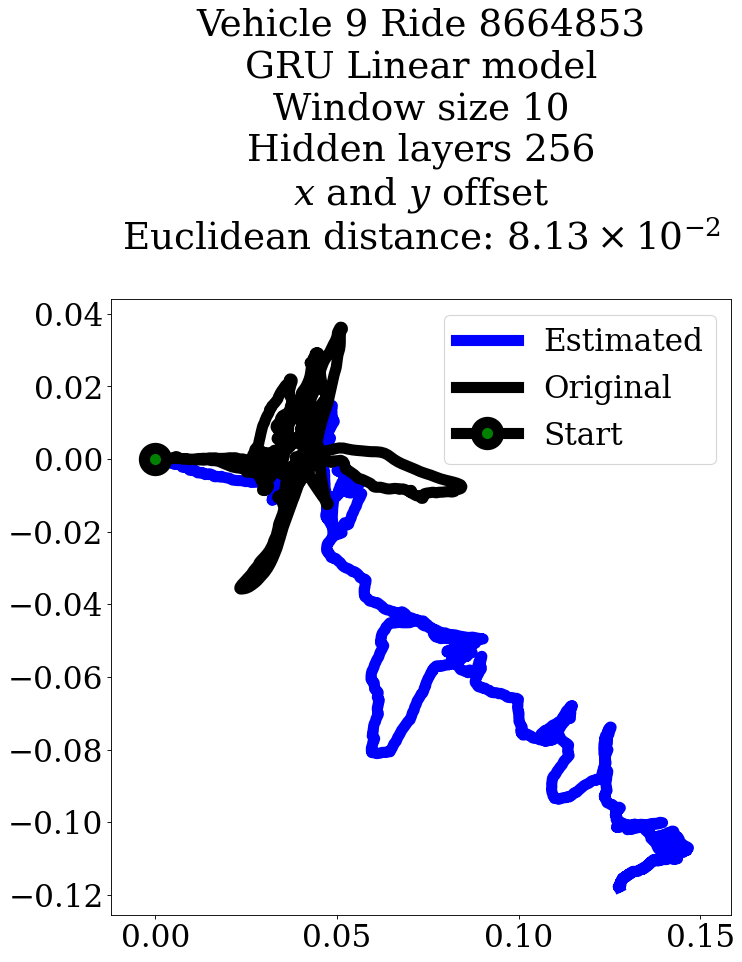 Vehicle 9 Ride 8664853
GRU Linear model
Window size 10
Hidden layers 256
x and y offset
Euclidean distance: 8.13 × 10⁻²
Estimated
Original
Start
0.04
0.02
0.00
−0.02
−0.04
−0.06
−0.08
−0.10
−0.12
0.00 0.05 0.10 0.15